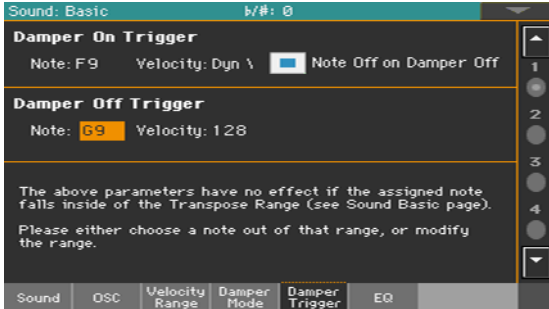 Sound: Basic ♭/#: 0
Damper On Trigger
Note: F9 Velocity: Dyn \ Note Off on Damper Off
Damper Off Trigger
Note: G9 Velocity: 128
The above parameters have no effect if the assigned note
falls inside of the Transpose Range (see Sound Basic page).
Please either choose a note out of that range, or modify
the range.
1
2
3
4
Sound OSC Velocity Range Damper Mode Damper Trigger EQ